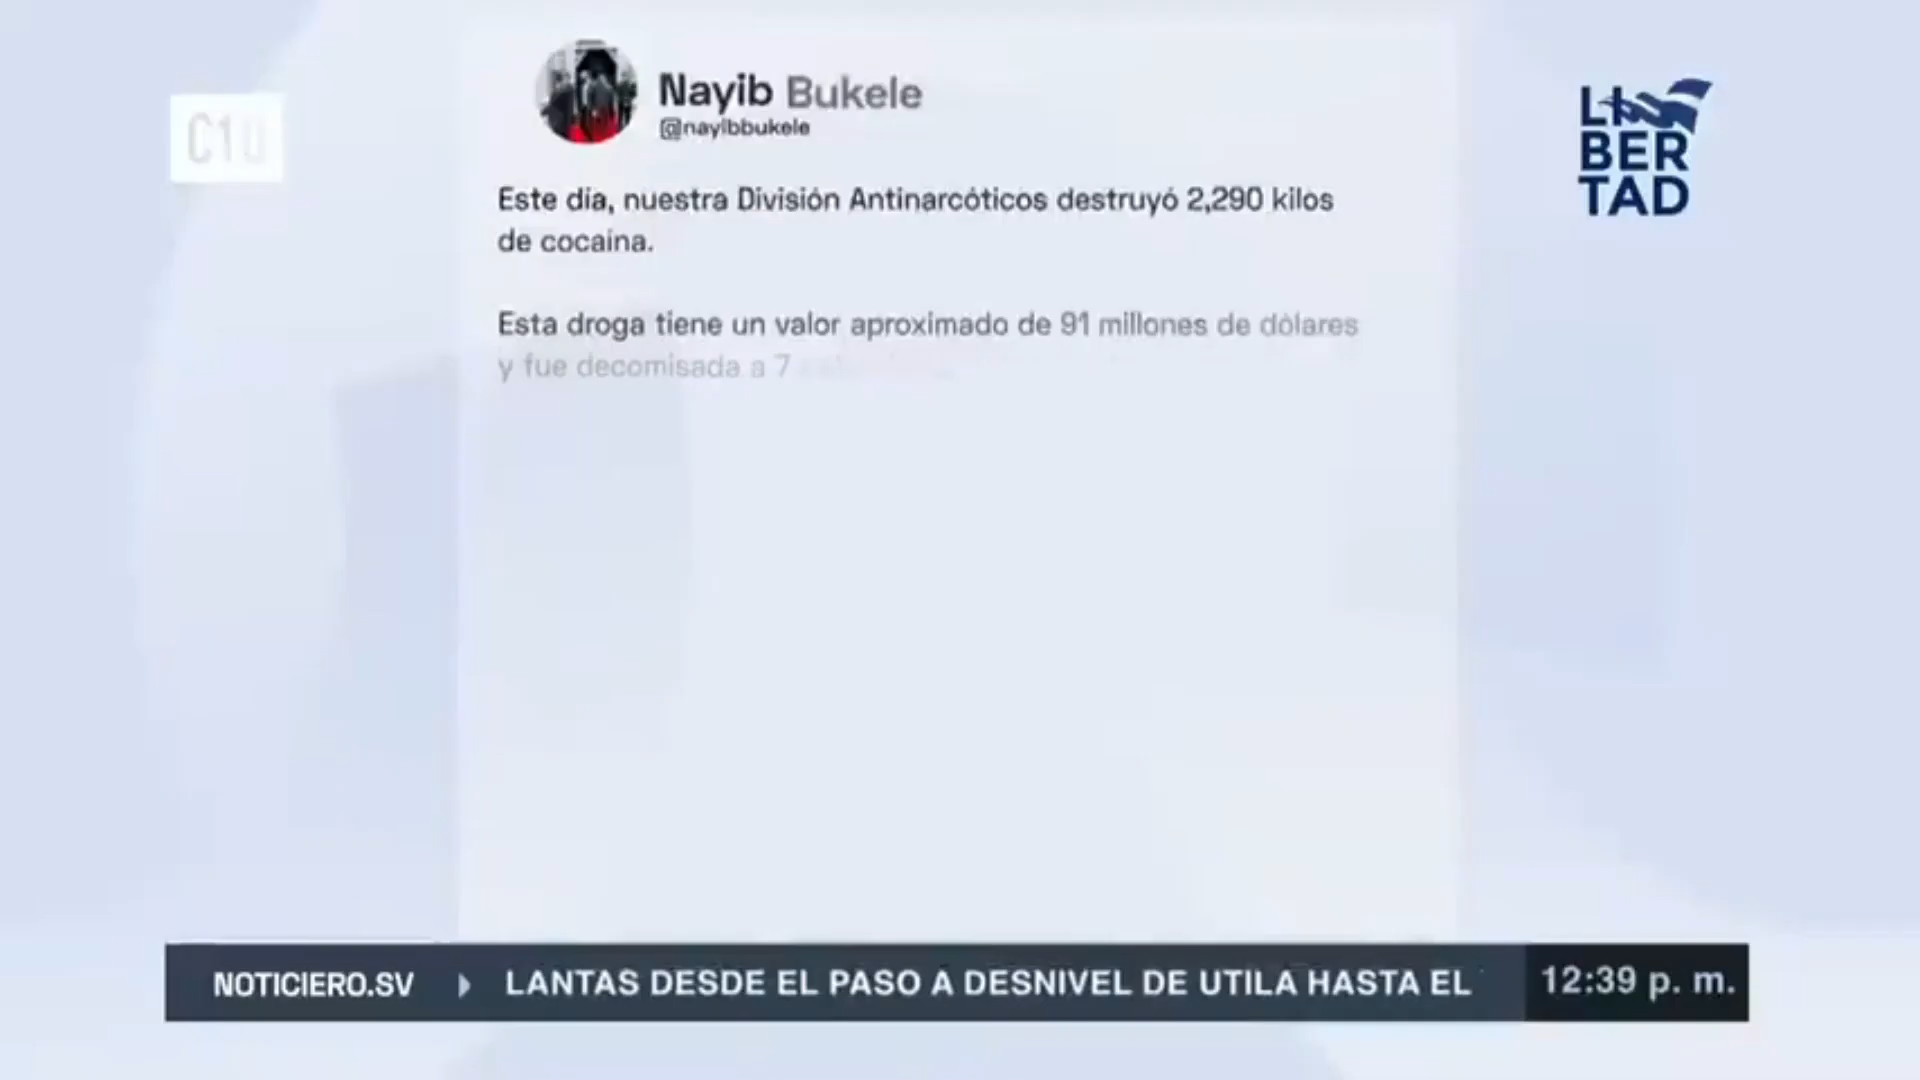 C10
Nayib Bukele
@nayibbukele
LI
BER
TAD
Este día, nuestra División Antinarcóticos destruyó 2,290 kilos
de cocaína.
Esta droga tiene un valor aproximado de 91 millones de dólares
y fue decomisada a 7
NOTICIERO.SV
LANTAS DESDE EL PASO A DESNIVEL DE UTILA HASTA EL
12:39 p. m.